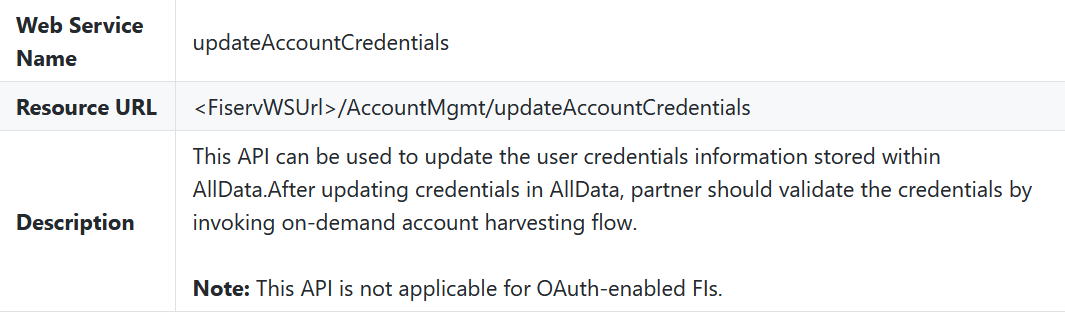 Web Service
Name
updateAccountCredentials
Resource URL
<FiservWSUrl>/AccountMgmt/updateAccountCredentials
Description
This API can be used to update the user credentials information stored within
AllData.After updating credentials in AllData, partner should validate the credentials by
invoking on-demand account harvesting flow.
Note: This API is not applicable for OAuth-enabled FIs.